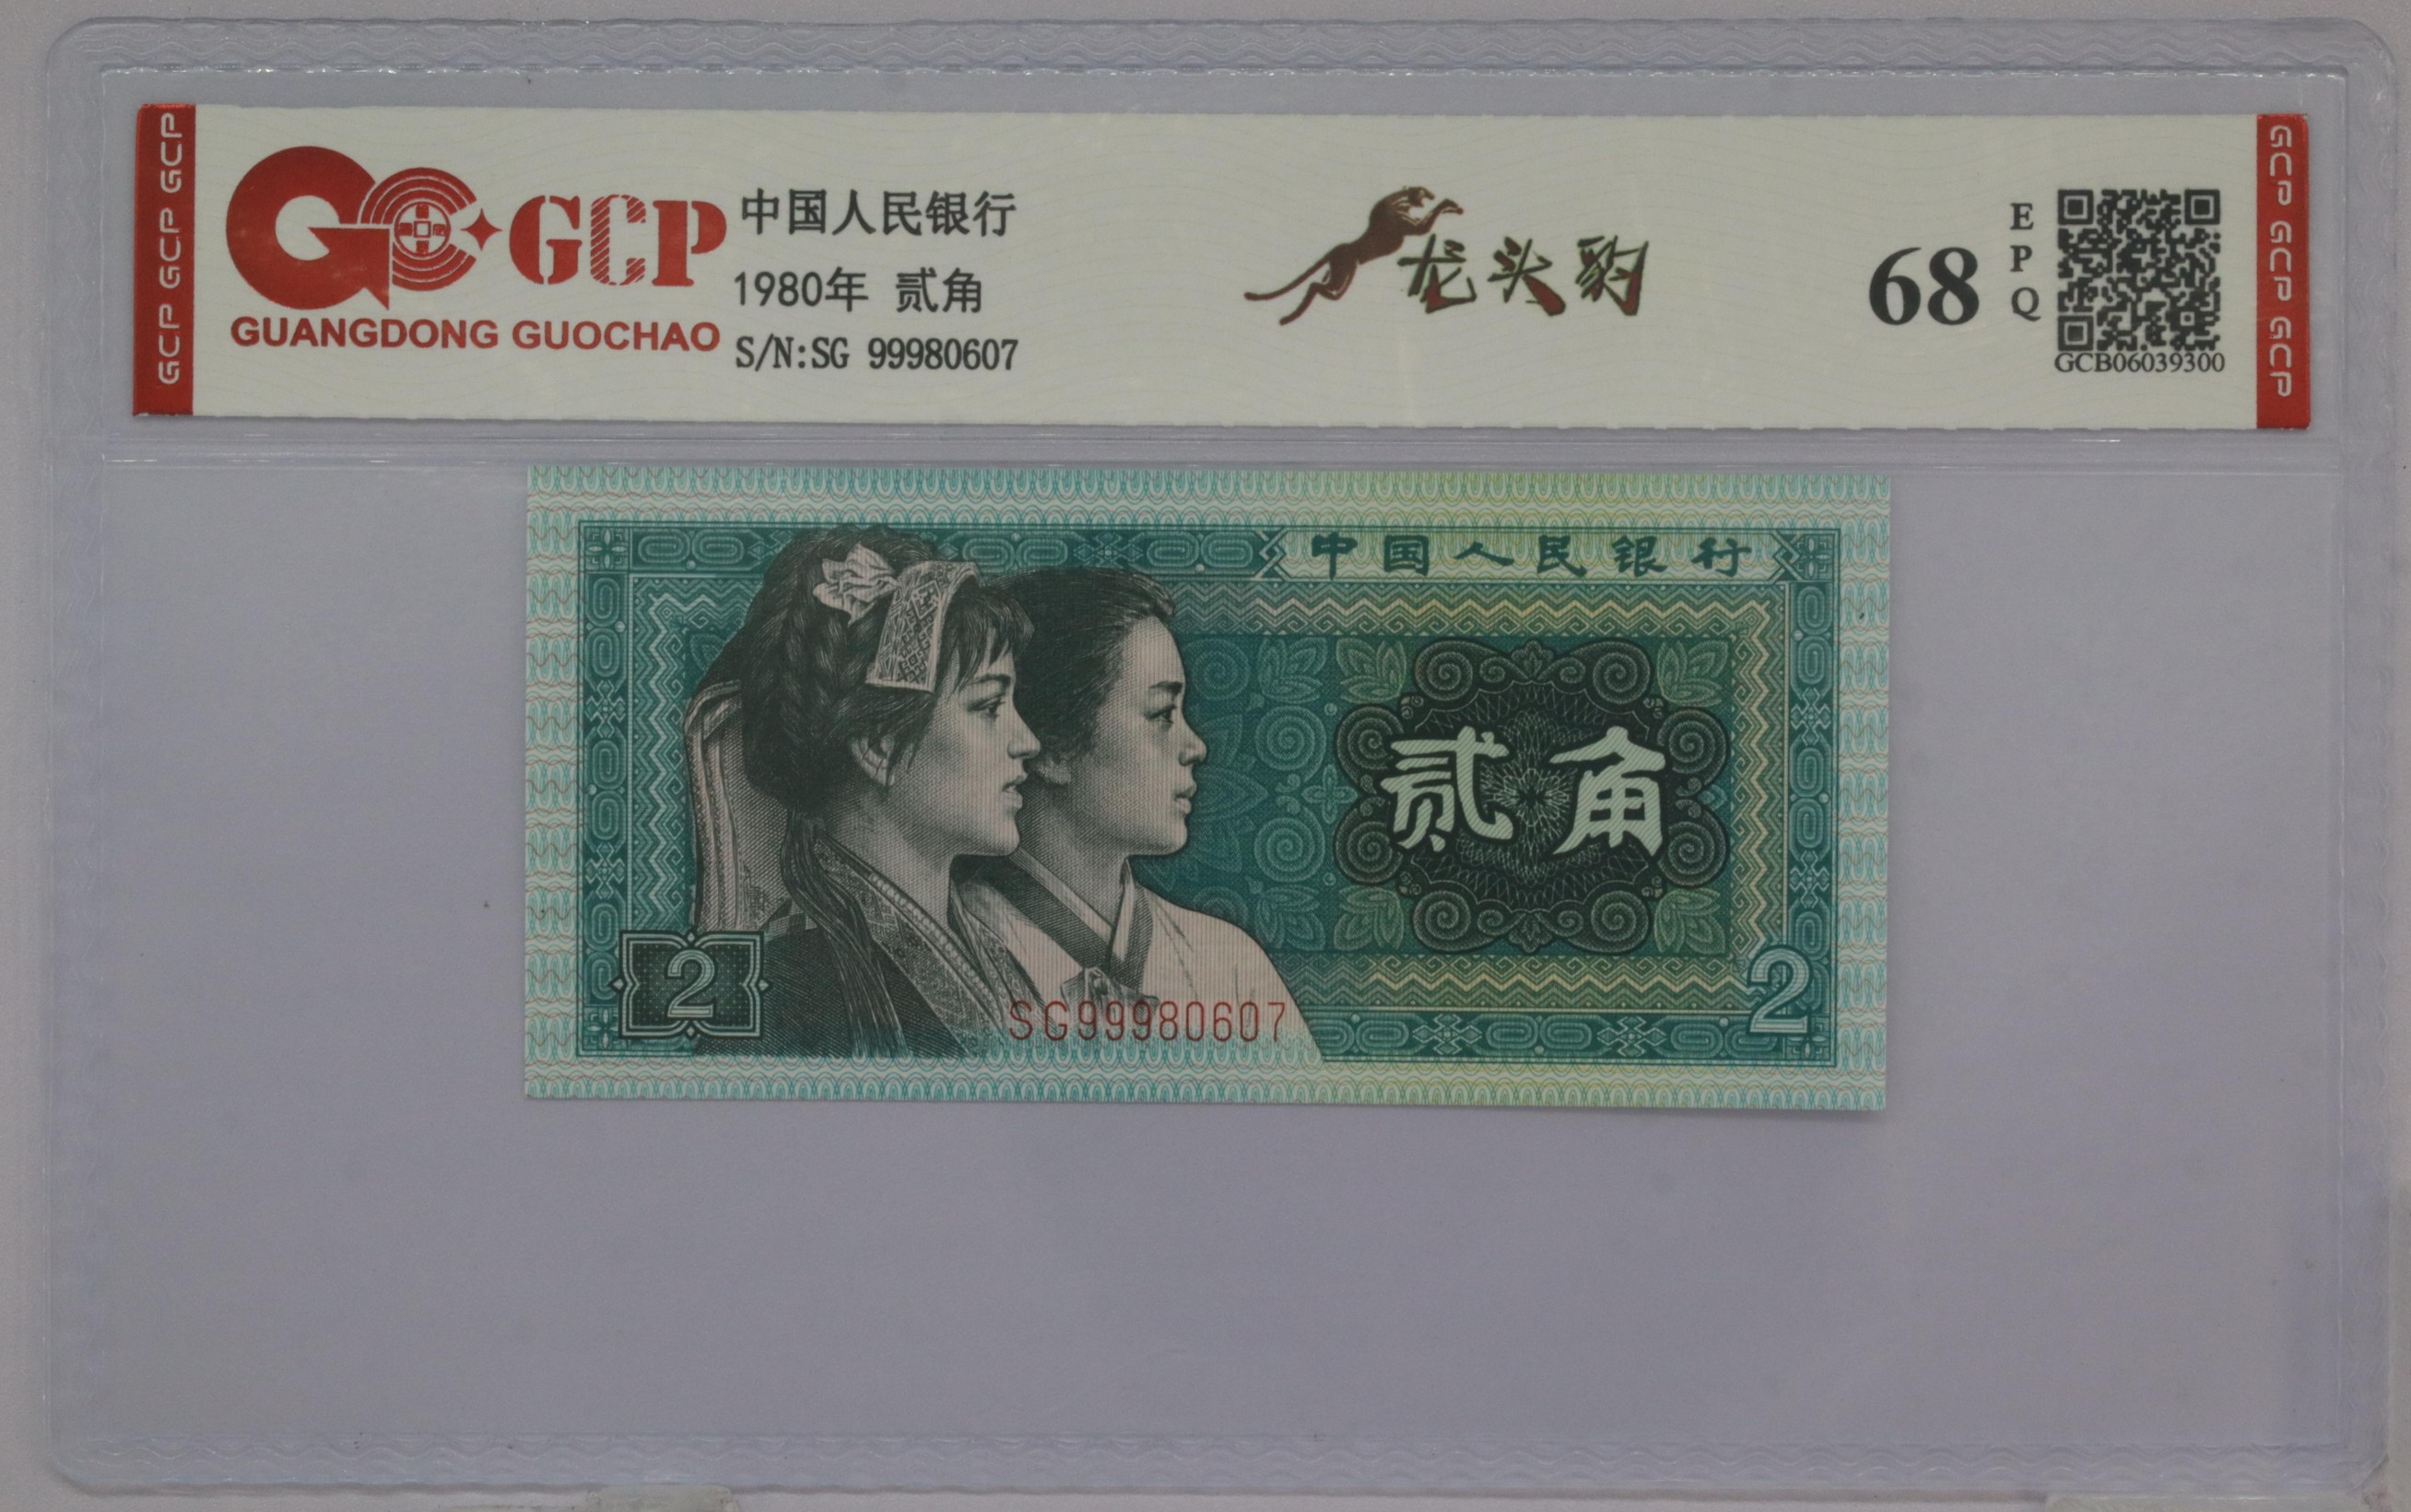 GCP GCP GCP
GCP
GUANGDONG GUOCHAO
中国人民银行
1980年 贰角
S/N:SG 99980607
龙头豹
68
EPQ
GCB06039300
GCP GCP GCP
中国人民银行
贰角
2
SG99980607
2